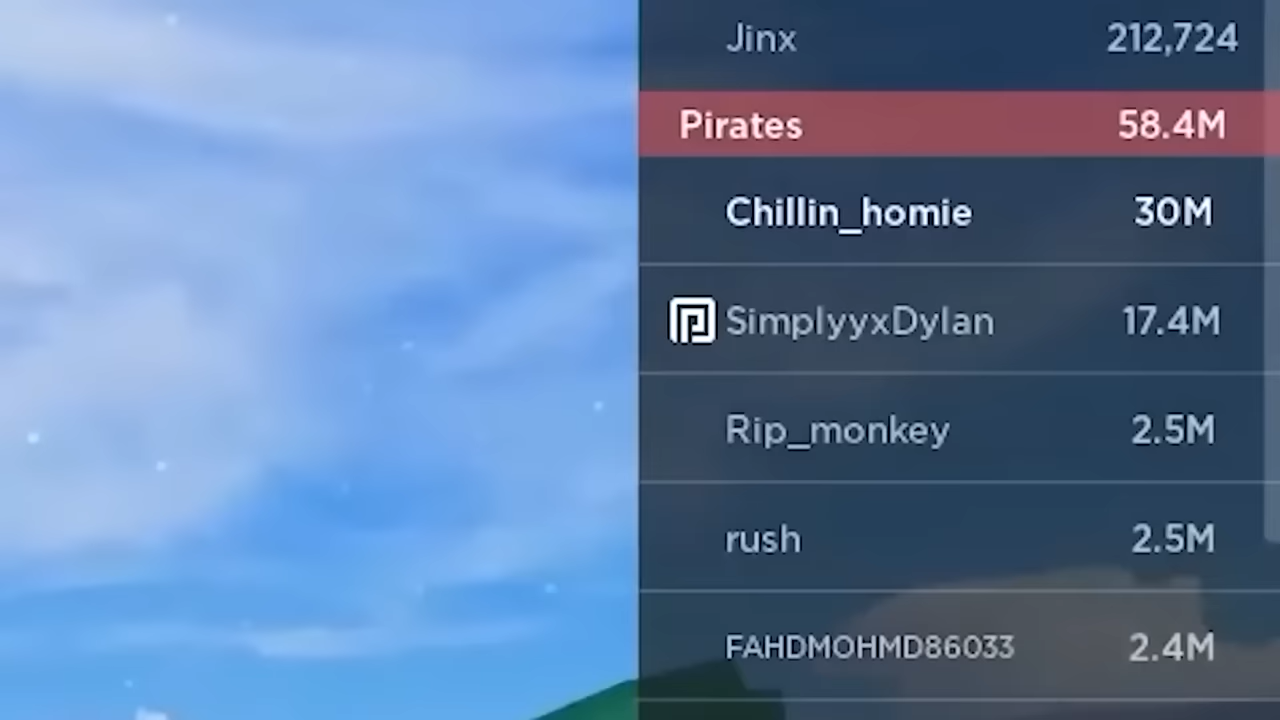 Jinx 212,724
Pirates 58.4M
Chillin_homie 30M
SimplyyxDylan 17.4M
Rip_monkey 2.5M
rush 2.5M
FAHDMOHMD86033 2.4M